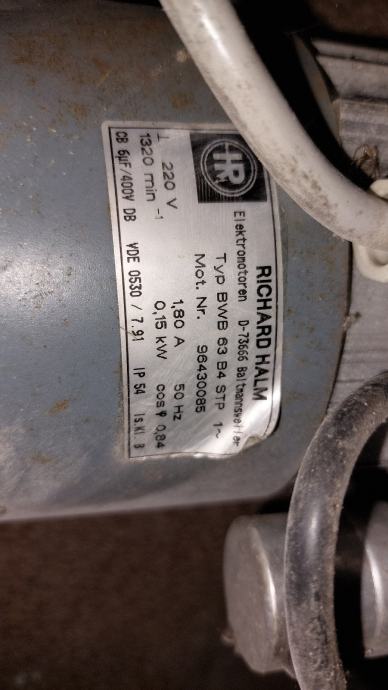 HR
RICHARD HALM
Elektromotoren D-73666 Baltmannsweiler
Typ BWB 63 B4 STP 1~
Mot. Nr. 96430085
⊥ 220 V 1,80 A 50 Hz
1320 min -1 0,15 kW cos φ 0,84
CB 6µF/400V DB VDE 0530 / 7.91 IP 54 Is.Kl. B